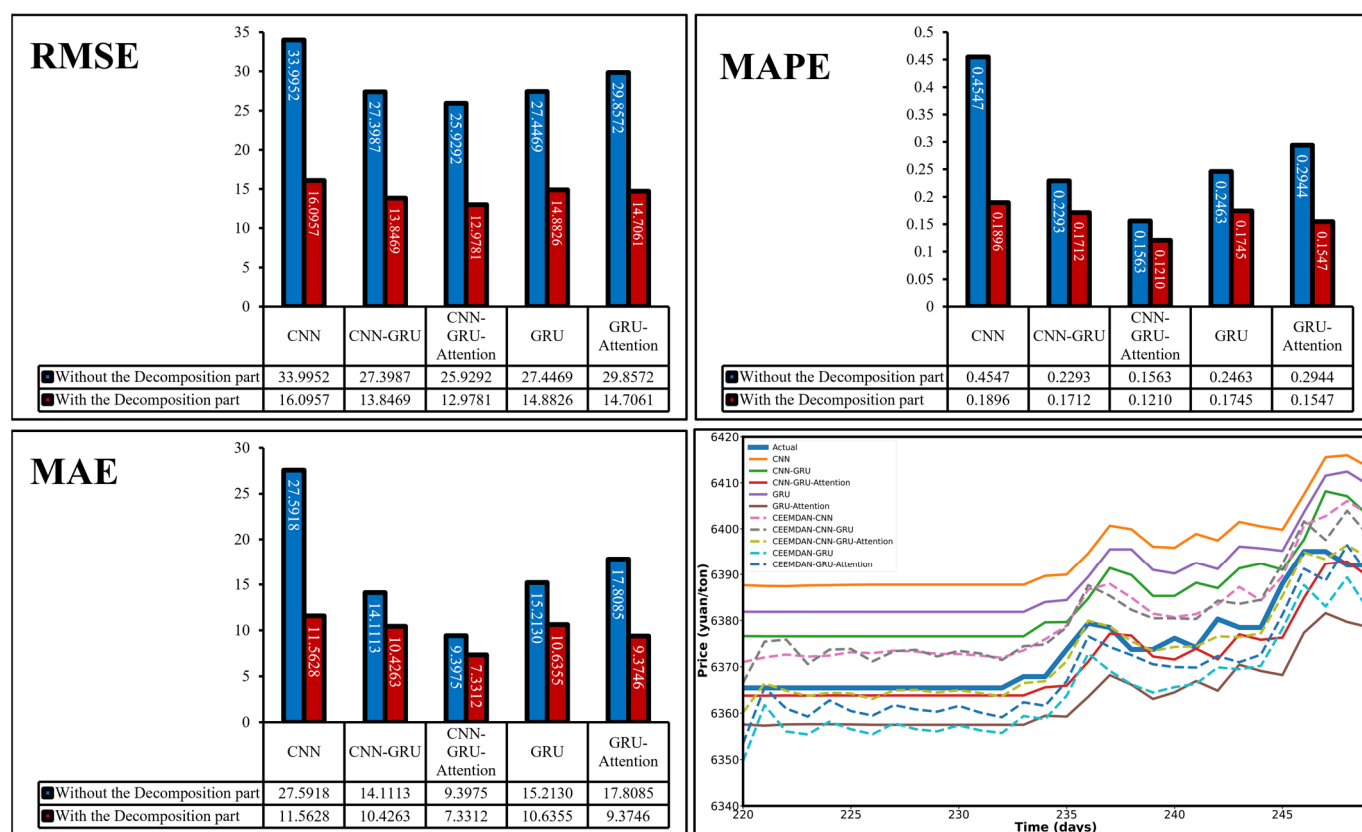 RMSE
35
30
25
20
15
10
5
0
33.9952
16.0957
27.3987
13.8469
25.9292
12.9781
27.4469
14.8826
29.8572
14.7061
CNN
CNN-GRU
CNN-
GRU-
Attention
GRU
GRU-
Attention
Without the Decomposition part 33.9952 27.3987 25.9292 27.4469 29.8572
With the Decomposition part 16.0957 13.8469 12.9781 14.8826 14.7061
MAPE
0.5
0.45
0.4
0.35
0.3
0.25
0.2
0.15
0.1
0.05
0
0.4547
0.1896
0.2293
0.1712
0.1563
0.1210
0.2463
0.1745
0.2944
0.1547
CNN
CNN-GRU
CNN-
GRU-
Attention
GRU
GRU-
Attention
Without the Decomposition part 0.4547 0.2293 0.1563 0.2463 0.2944
With the Decomposition part 0.1896 0.1712 0.1210 0.1745 0.1547
MAE
30
25
20
15
10
5
0
27.5918
11.5628
14.1113
10.4263
9.3975
7.3312
15.2130
10.6355
17.8085
9.3746
CNN
CNN-GRU
CNN-
GRU-
Attention
GRU
GRU-
Attention
Without the Decomposition part 27.5918 14.1113 9.3975 15.2130 17.8085
With the Decomposition part 11.5628 10.4263 7.3312 10.6355 9.3746
Price (yuan/ton)
6420
6410
6400
6390
6380
6370
6360
6350
6340
Actual
CNN
CNN-GRU
CNN-GRU-Attention
GRU
GRU-Attention
CEEMDAN-CNN
CEEMDAN-CNN-GRU
CEEMDAN-CNN-GRU-Attention
CEEMDAN-GRU
CEEMDAN-GRU-Attention
220 225 230 235 240 245
Time (days)